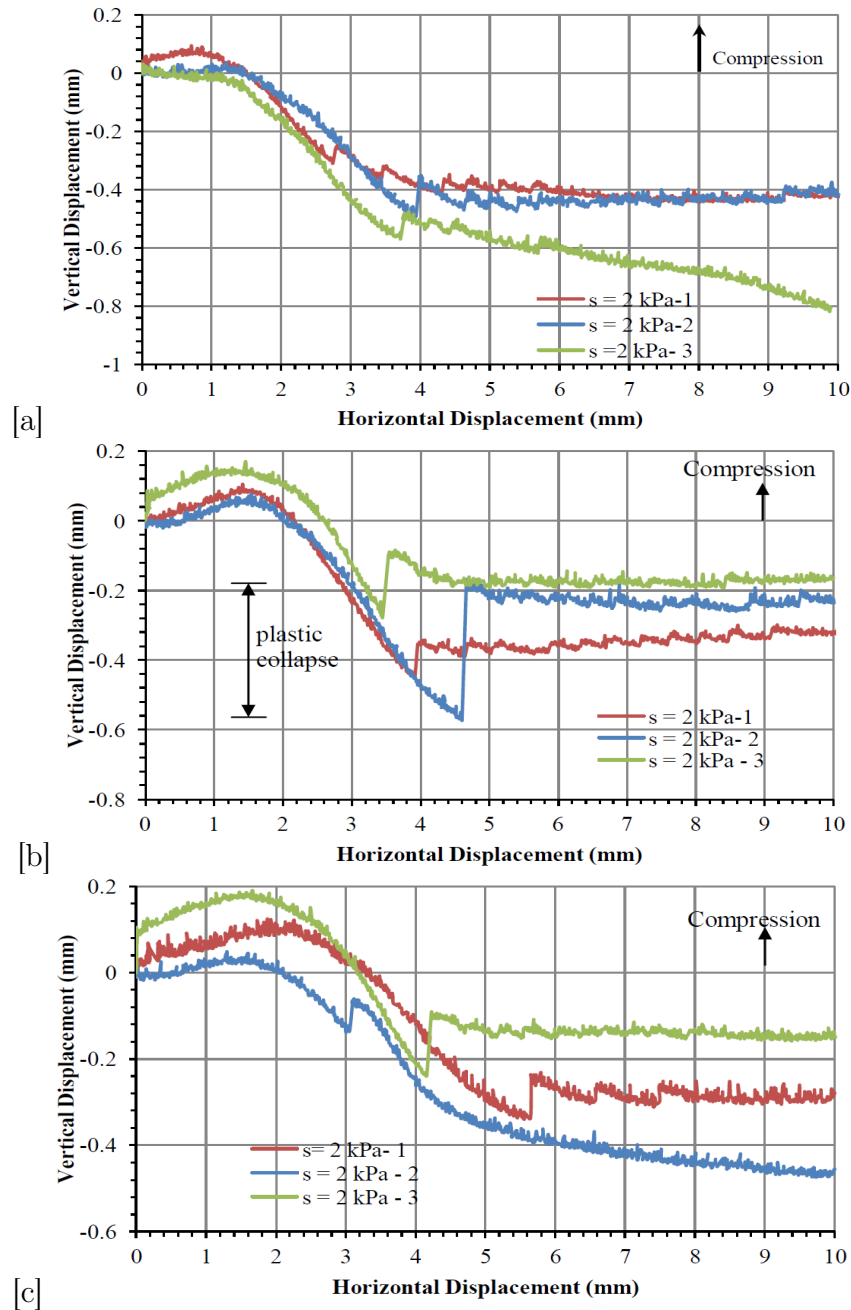 0.2
0
-0.2
-0.4
-0.6
-0.8
-1
Vertical Displacement (mm)
Compression
s = 2 kPa-1
s = 2 kPa-2
s =2 kPa- 3
0 1 2 3 4 5 6 7 8 9 10
Horizontal Displacement (mm)
[a]
0.2
0
-0.2
-0.4
-0.6
-0.8
Vertical Displacement (mm)
Compression
plastic
collapse
s = 2 kPa-1
s = 2 kPa- 2
s = 2 kPa - 3
0 1 2 3 4 5 6 7 8 9 10
Horizontal Displacement (mm)
[b]
0.2
0
-0.2
-0.4
-0.6
Vertical Displacement (mm)
Compression
s= 2 kPa- 1
s = 2 kPa - 2
s = 2 kPa - 3
0 1 2 3 4 5 6 7 8 9 10
Horizontal Displacement (mm)
[c]